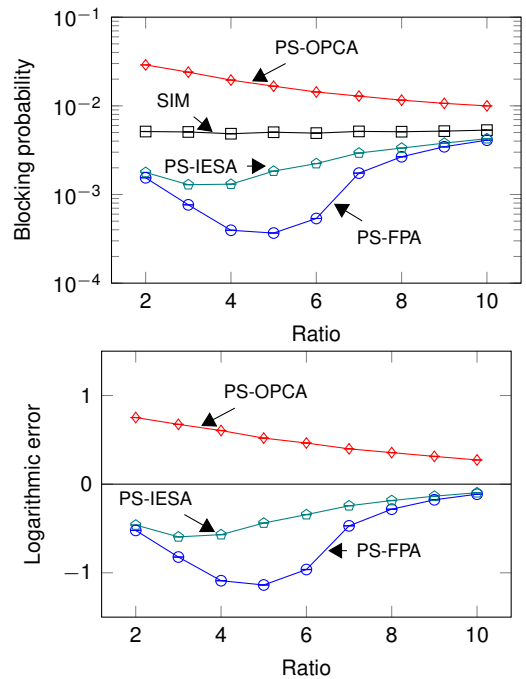 10⁻¹
10⁻²
10⁻³
10⁻⁴
Blocking probability
PS-OPCA
SIM
PS-IESA
PS-FPA
2 4 6 8 10
Ratio
1
0
−1
Logarithmic error
PS-OPCA
PS-IESA
PS-FPA
2 4 6 8 10
Ratio